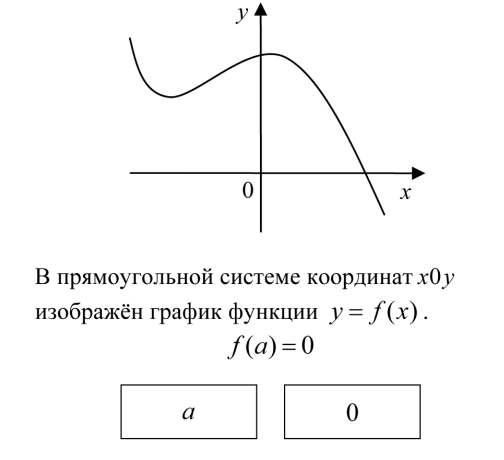 y
0
x
В прямоугольной системе координат x0y
изображён график функции y = f(x).
f(a) = 0
a
0